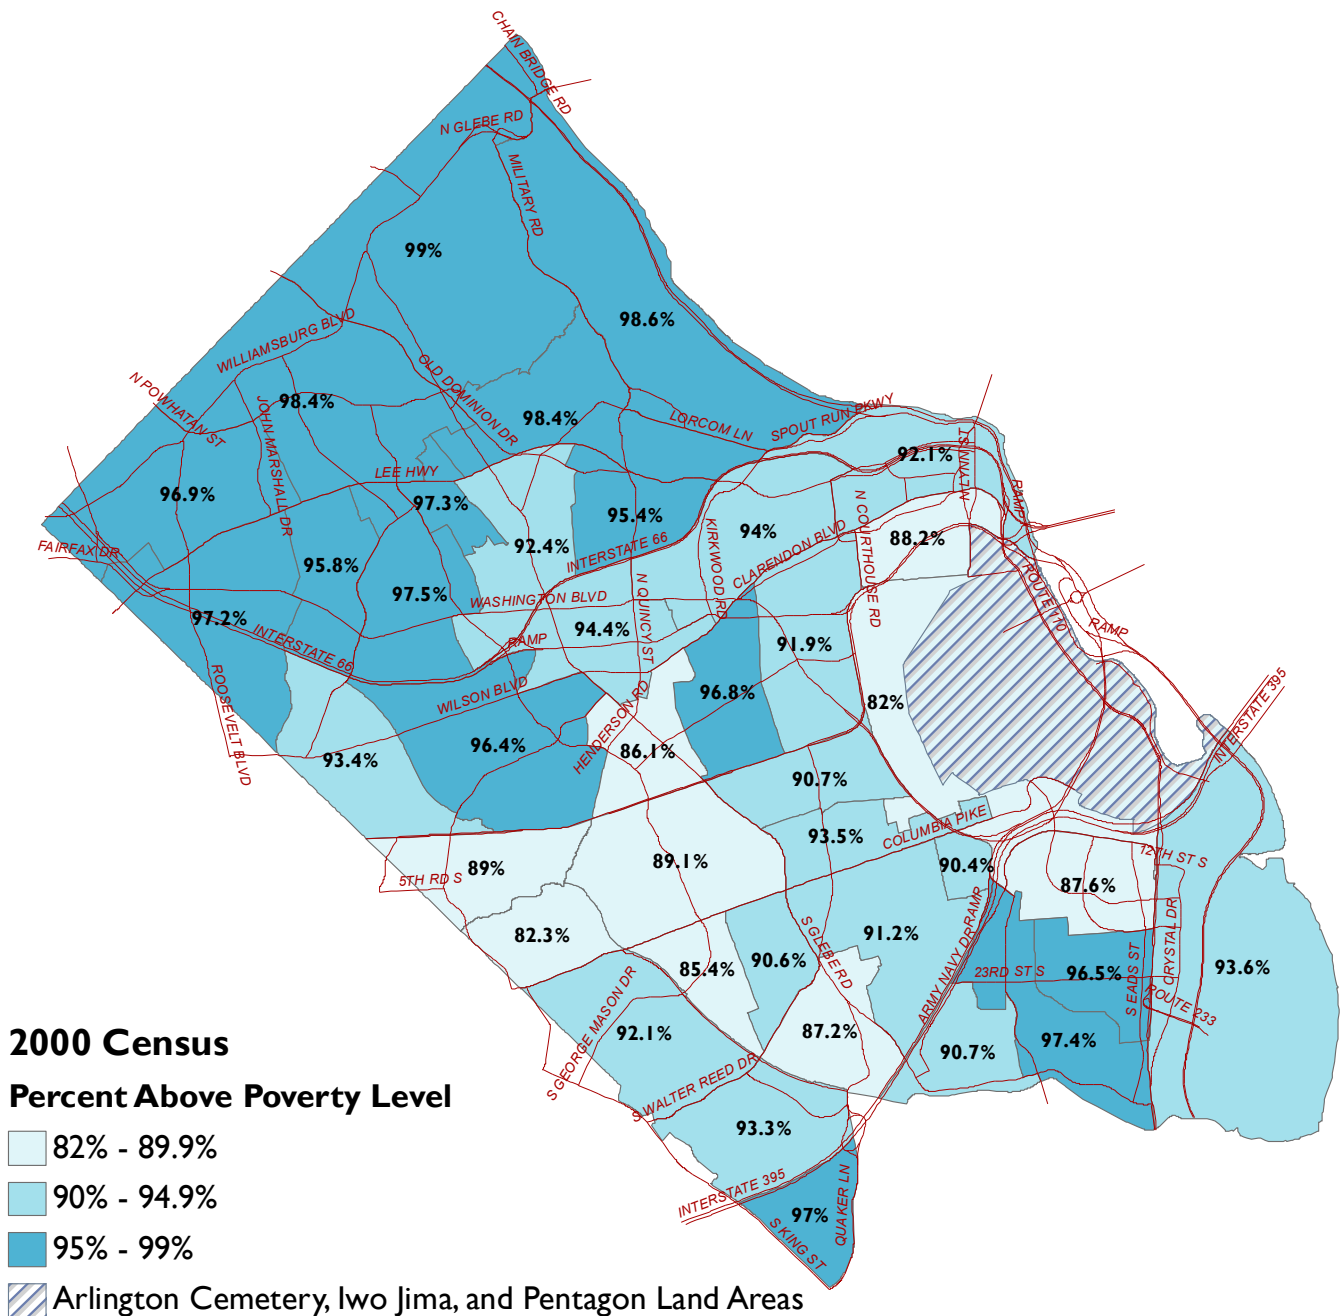 CHAIN BRIDGE RD
N GLEBE RD
MILITARY RD
99%
98.6%
WILLIAMSBURG BLVD
OLD DOMINION DR
N POWHATAN ST
JOHN MARSHALL DR
98.4%
98.4%
LORCOM LN
SPOUT RUN PKWY
92.1%
N LYNN ST
LEE HWY
RAMP
96.9%
97.3%
95.4%
KIRKWOOD RD
94%
N COURTHOUSE RD
88.2%
FAIRFAX DR
92.4%
INTERSTATE 66
CLARENDON BLVD
95.8%
97.5%
WASHINGTON BLVD
N QUINCY ST
ROUTE 110
RAMP
97.2%
INTERSTATE 66
RAMP
94.4%
91.9%
ROOSEVELT BLVD
WILSON BLVD
HENDERSON RD
96.8%
82%
INTERSTATE 395
93.4%
96.4%
86.1%
90.7%
93.5%
COLUMBIA PIKE
12TH ST S
89%
5TH RD S
89.1%
90.4%
87.6%
82.3%
85.4%
90.6%
S GLEBE RD
91.2%
ARMY NAVY DR
RAMP
23RD ST S
96.5%
S EADS ST
CRYSTAL DR
93.6%
ROUTE 233
S GEORGE MASON DR
92.1%
87.2%
90.7%
97.4%
S WALTER REED DR
93.3%
INTERSTATE 395
97%
QUAKER LN
S KING ST
2000 Census
Percent Above Poverty Level
82% - 89.9%
90% - 94.9%
95% - 99%
Arlington Cemetery, Iwo Jima, and Pentagon Land Areas